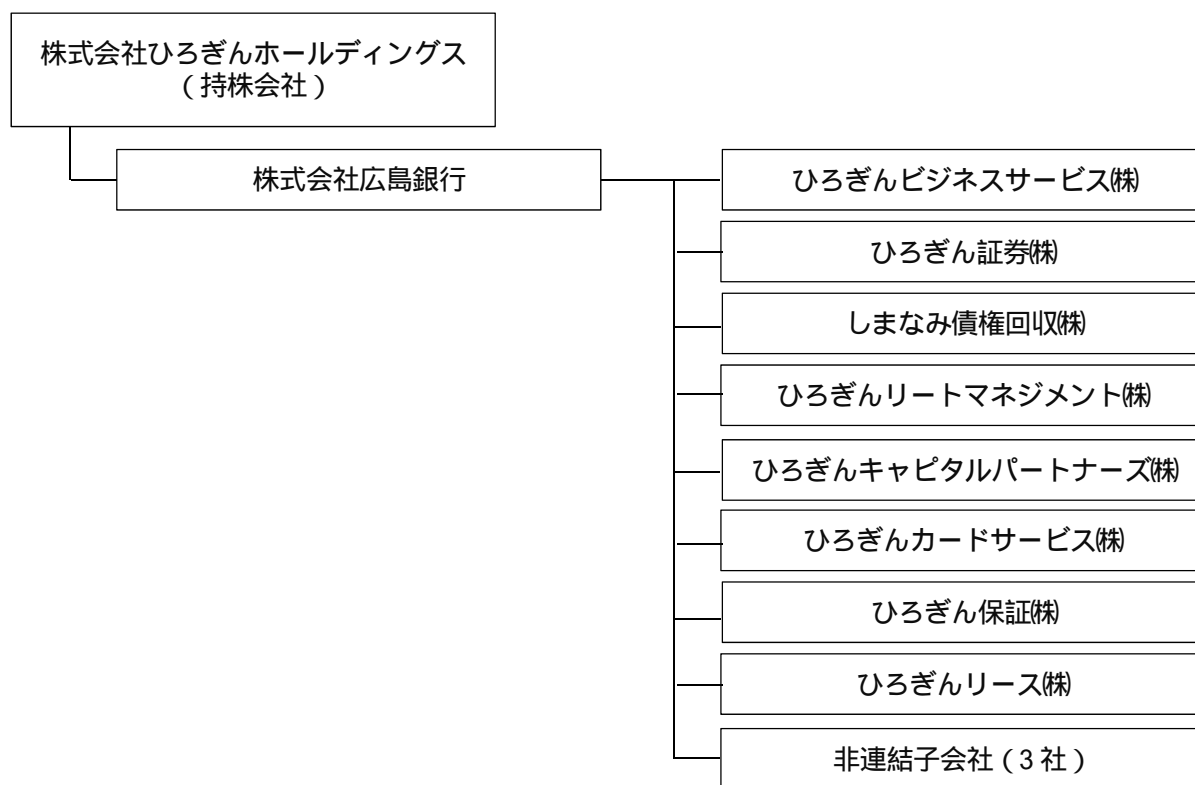 株式会社ひろぎんホールディングス
（持株会社）
株式会社広島銀行
ひろぎんビジネスサービス㈱
ひろぎん証券㈱
しまなみ債権回収㈱
ひろぎんリートマネジメント㈱
ひろぎんキャピタルパートナーズ㈱
ひろぎんカードサービス㈱
ひろぎん保証㈱
ひろぎんリース㈱
非連結子会社（3社）